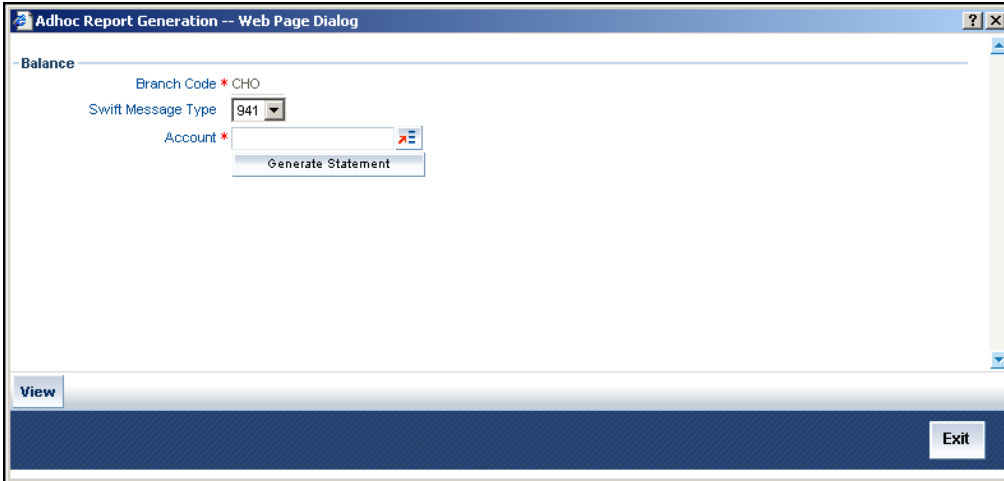 Adhoc Report Generation -- Web Page Dialog ? X
Balance
Branch Code * CHO
Swift Message Type 941
Account *
Generate Statement
View
Exit